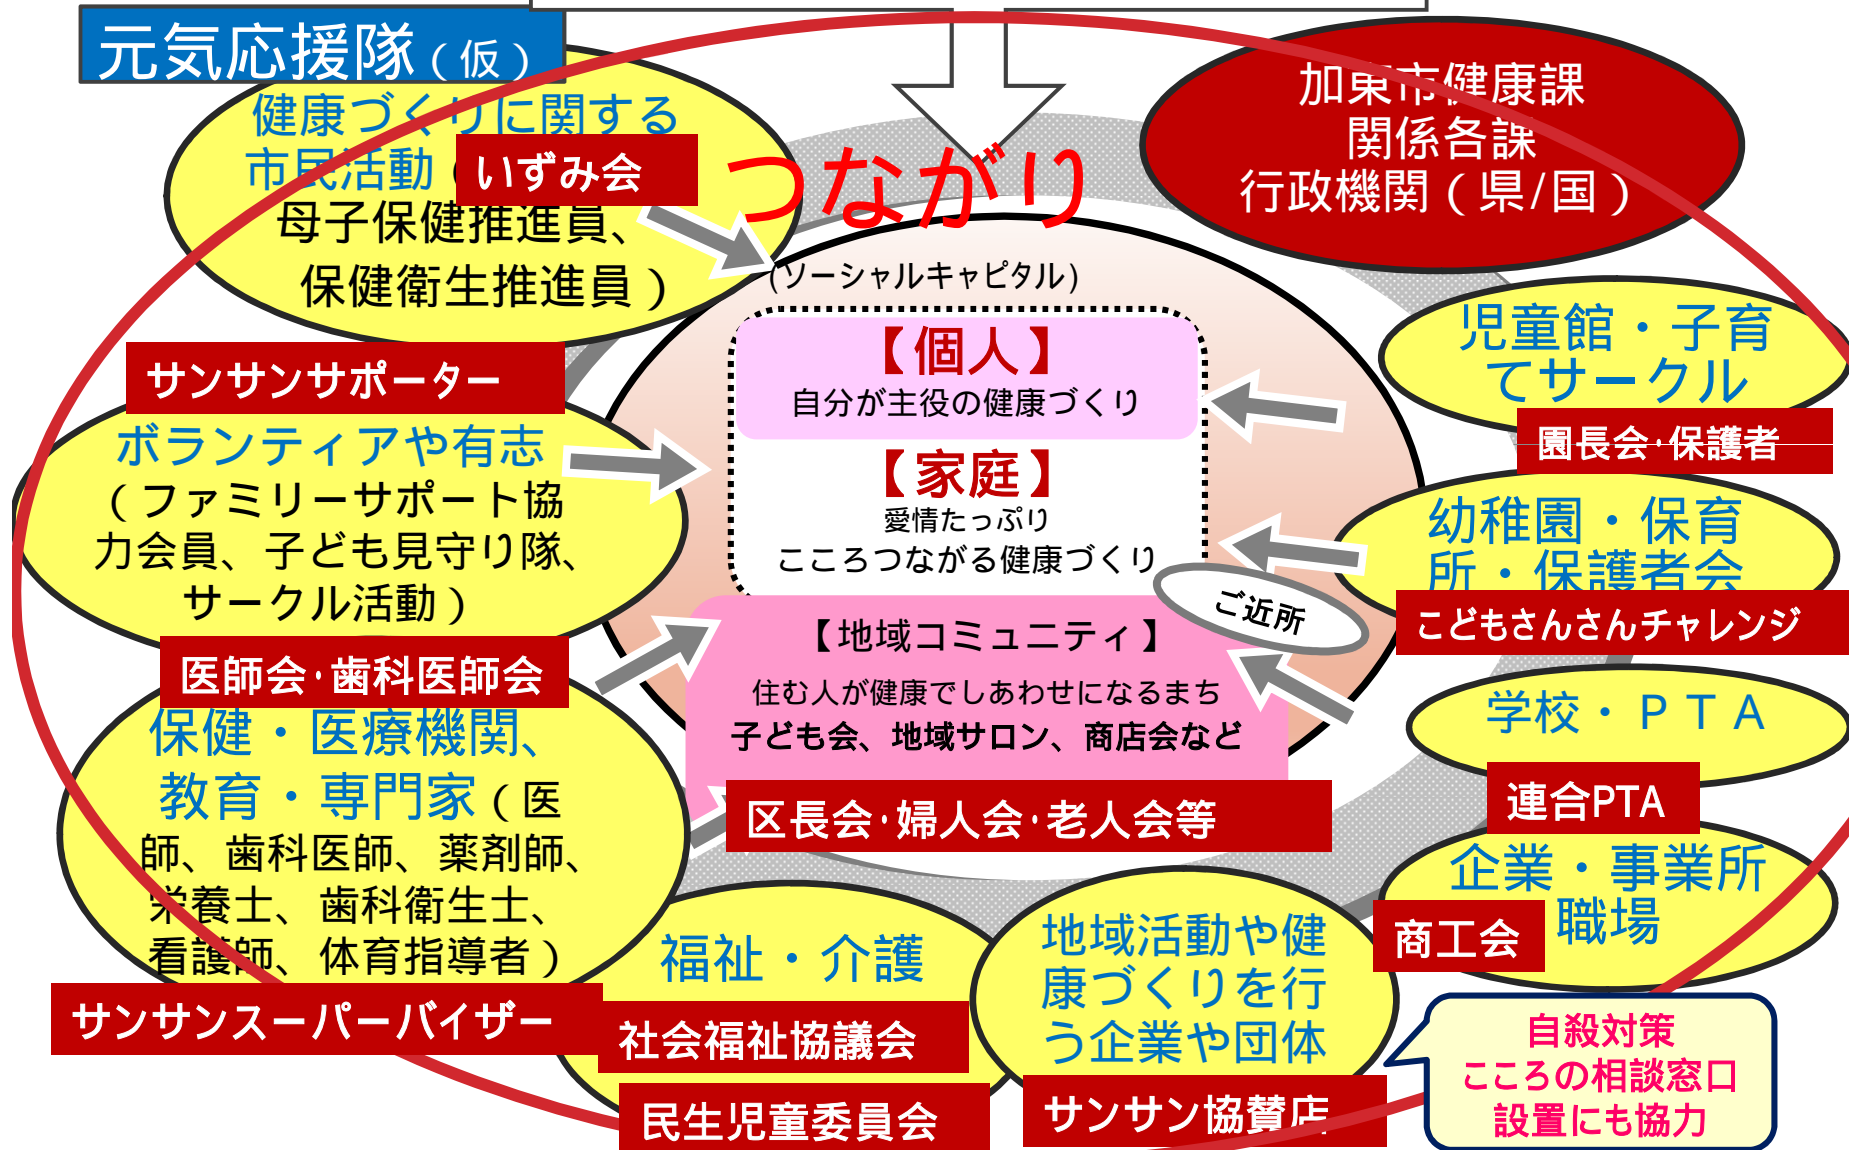 元気応援隊（仮）
健康づくりに関する
市民活動（
いずみ会
母子保健推進員、
保健衛生推進員）
サンサンサポーター
ボランティアや有志
（ファミリーサポート協
力会員、子ども見守り隊、
サークル活動）
医師会・歯科医師会
保健・医療機関、
教育・専門家（医
師、歯科医師、薬剤師、
栄養士、歯科衛生士、
看護師、体育指導者）
サンサンスーパーバイザー
つながり
(ソーシャルキャピタル)
【個人】
自分が主役の健康づくり
【家庭】
愛情たっぷり
こころつながる健康づくり
ご近所
【地域コミュニティ】
住む人が健康でしあわせになるまち
子ども会、地域サロン、商店会など
区長会・婦人会・老人会等
福祉・介護
社会福祉協議会
民生児童委員会
地域活動や健
康づくりを行
う企業や団体
サンサン協賛店
加東市健康課
関係各課
行政機関（県/国）
児童館・子育
てサークル
園長会・保護者
幼稚園・保育
所・保護者会
こどもさんさんチャレンジ
学校・ＰＴＡ
連合PTA
企業・事業所
職場
商工会
自殺対策
こころの相談窓口
設置にも協力